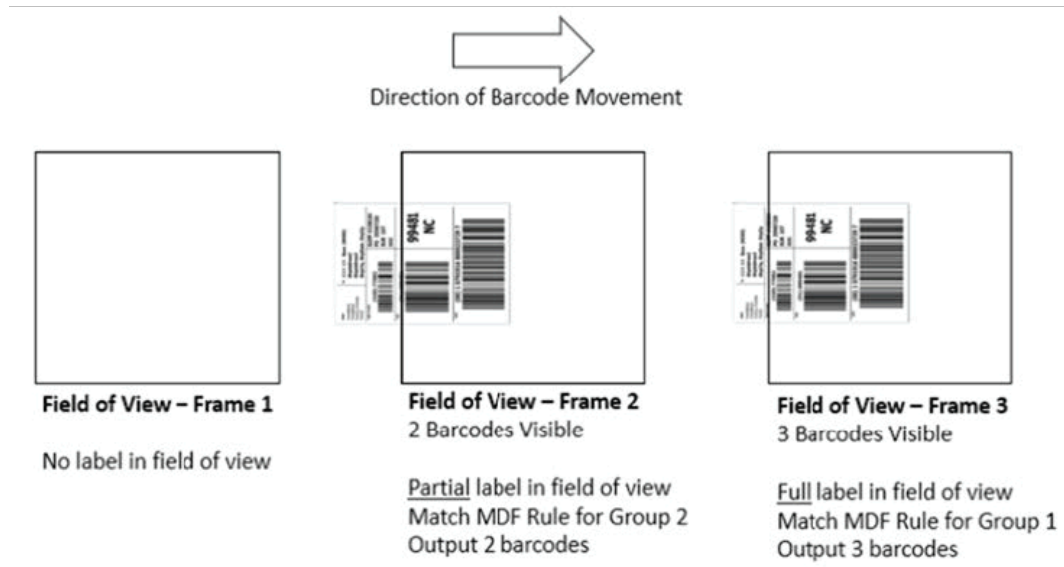 Direction of Barcode Movement
99481
NC
99481
NC
Field of View – Frame 1
No label in field of view
Field of View – Frame 2
2 Barcodes Visible
Partial label in field of view
Match MDF Rule for Group 2
Output 2 barcodes
Field of View – Frame 3
3 Barcodes Visible
Full label in field of view
Match MDF Rule for Group 1
Output 3 barcodes